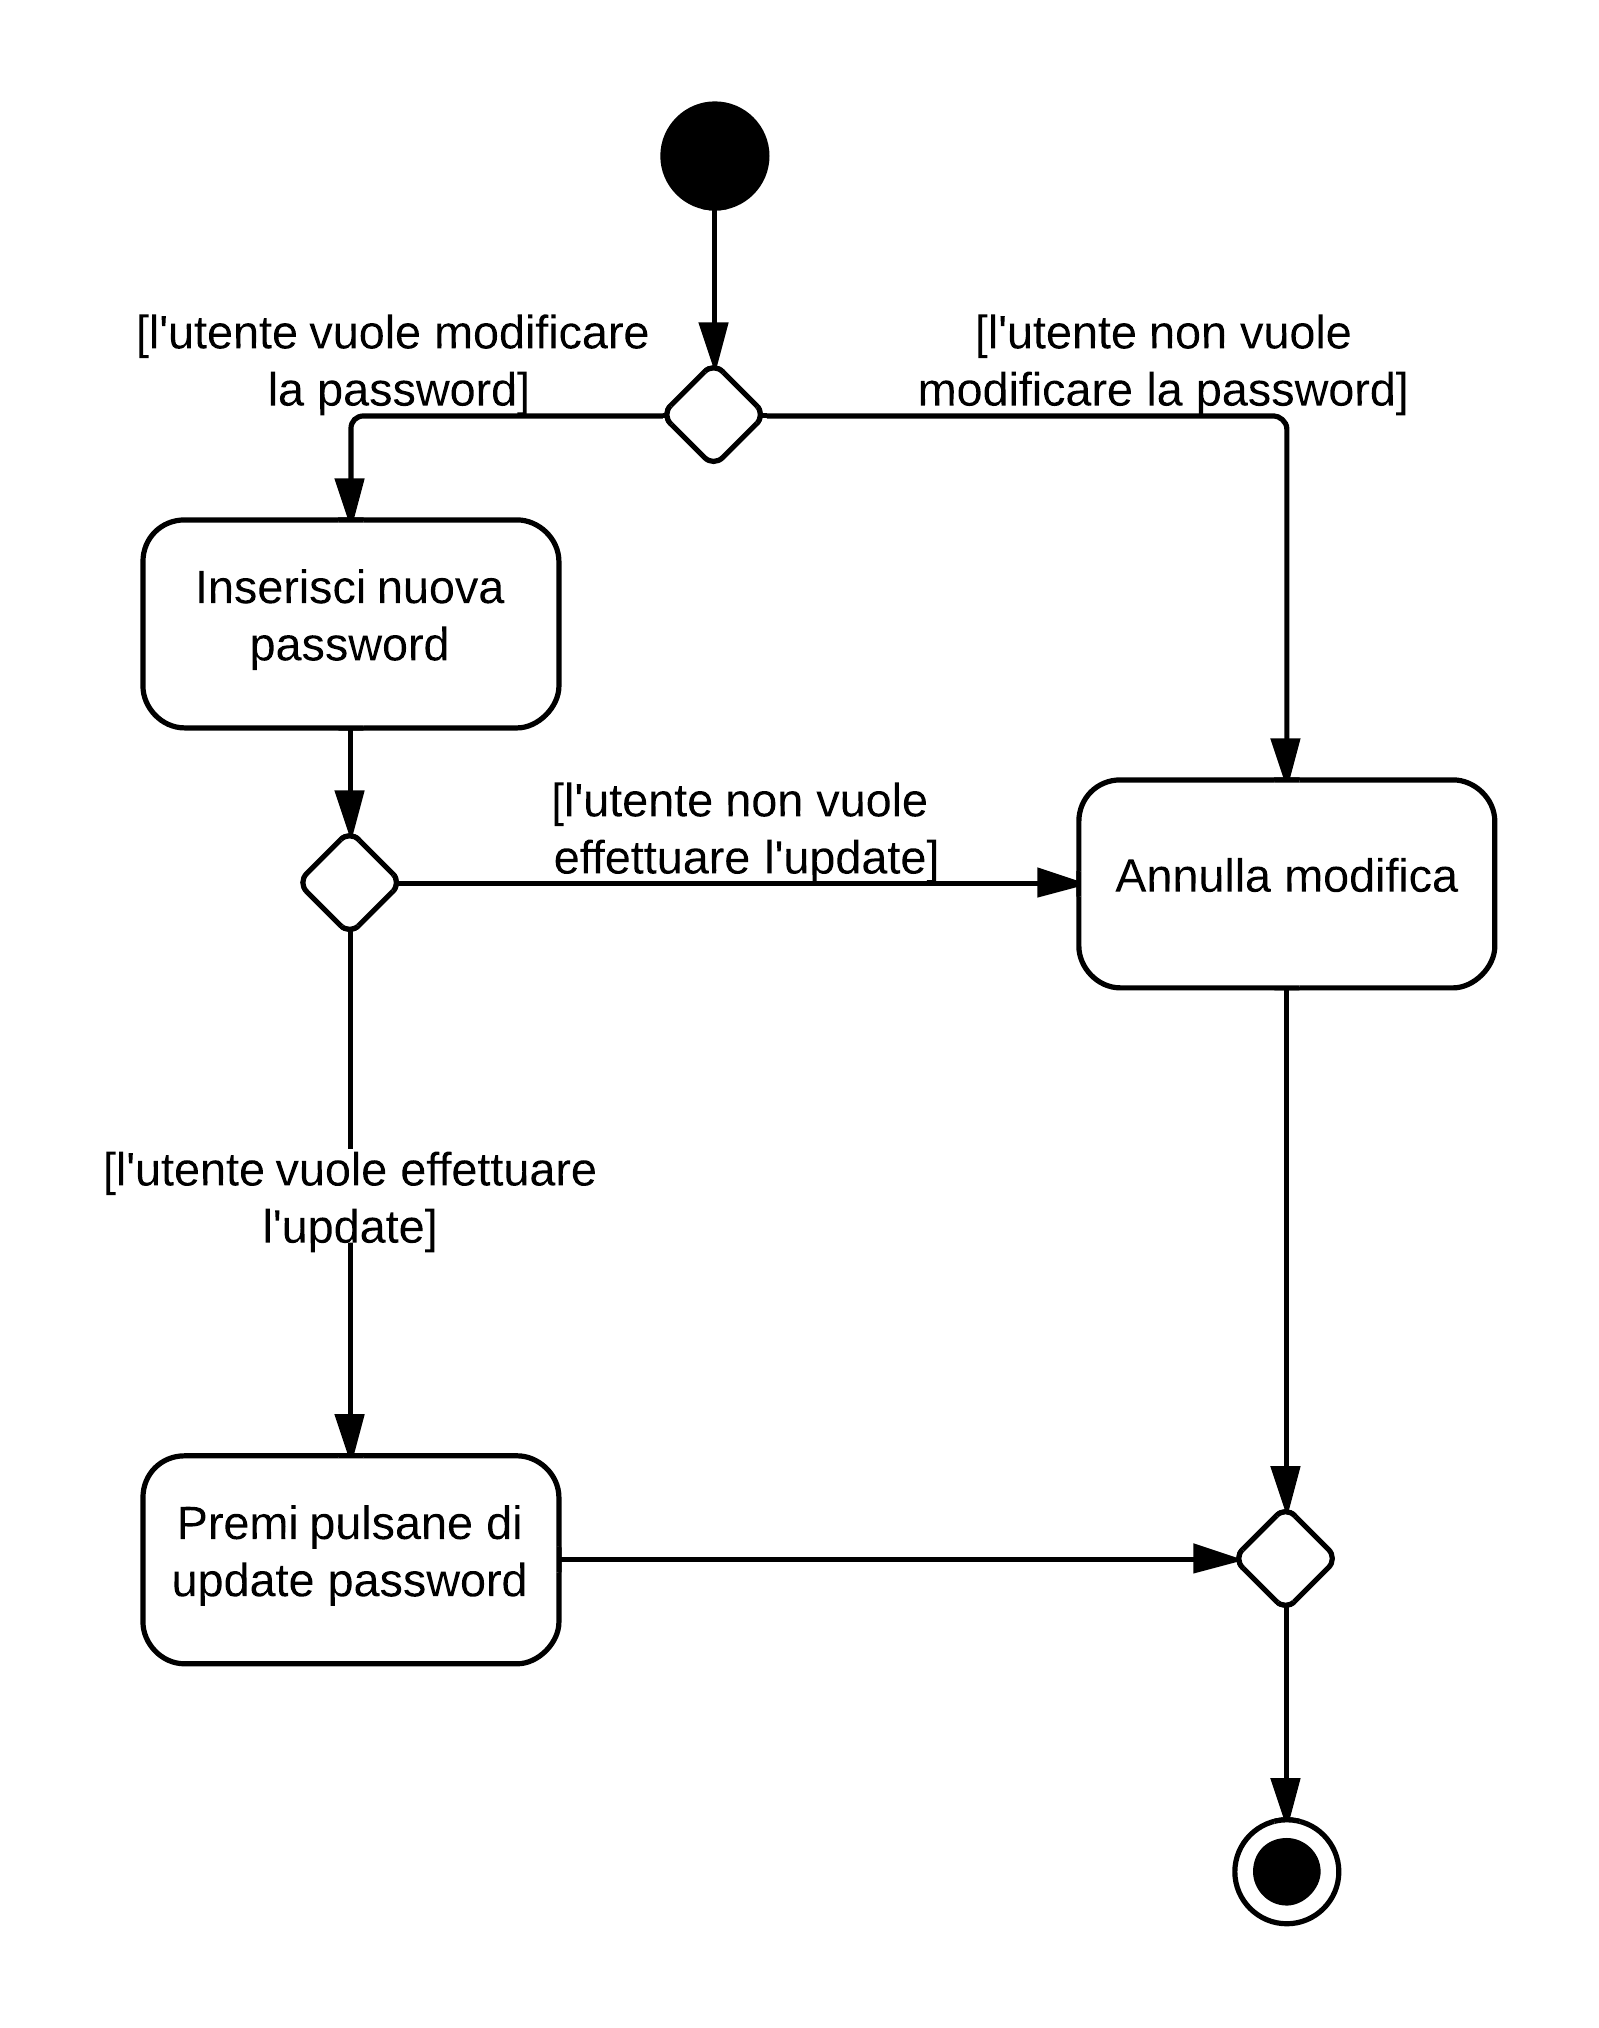 [l'utente vuole modificare
la password]
[l'utente non vuole
modificare la password]
Inserisci nuova
password
[l'utente non vuole
effettuare l'update]
Annulla modifica
[l'utente vuole effettuare
l'update]
Premi pulsane di
update password